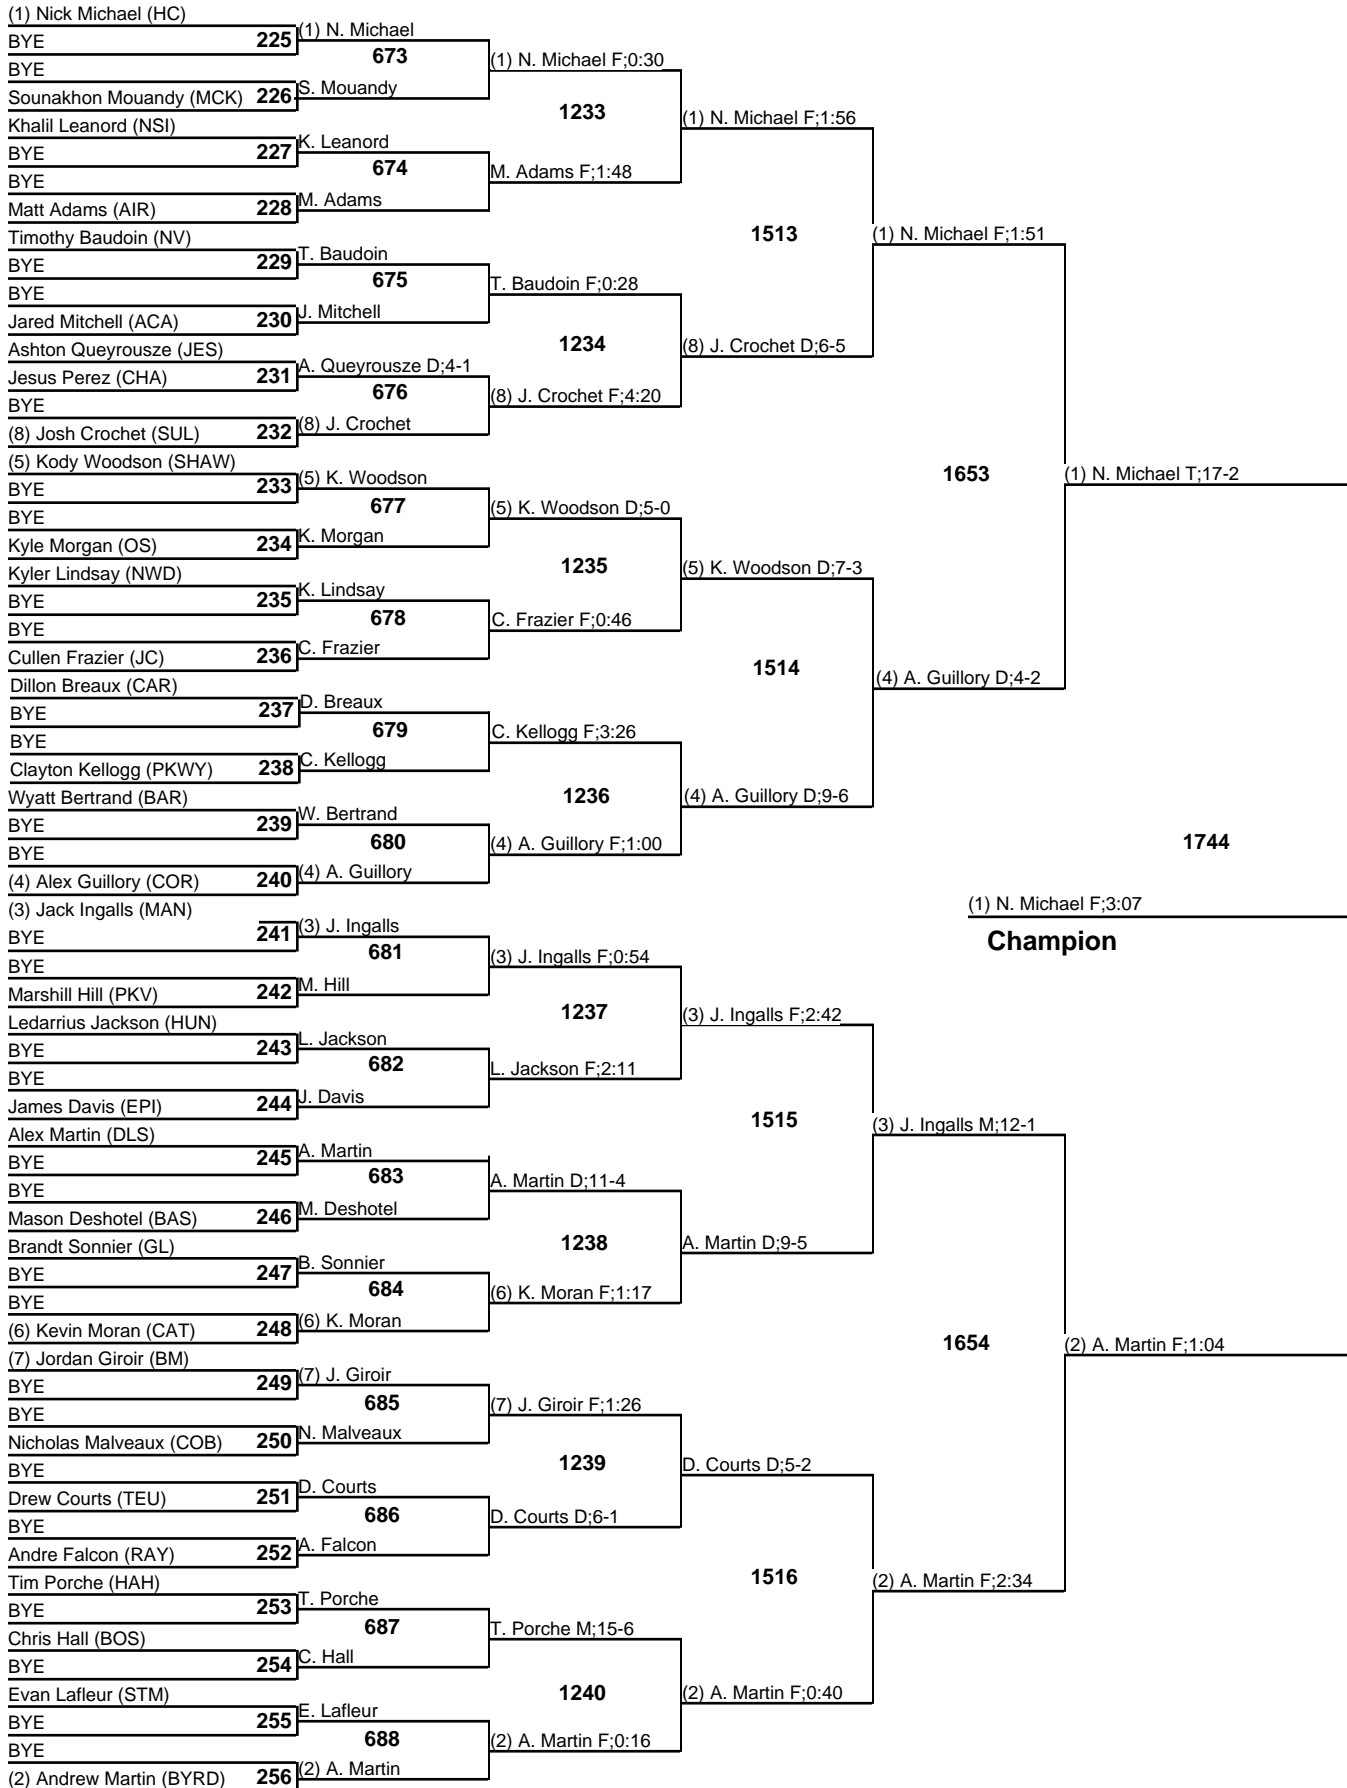 (1) Nick Michael (HC)
BYE
225
(1) N. Michael
673
BYE
(1) N. Michael F;0:30
Sounakhon Mouandy (MCK)
226
S. Mouandy
1233
(1) N. Michael F;1:56
Khalil Leanord (NSI)
BYE
227
K. Leanord
674
BYE
M. Adams F;1:48
Matt Adams (AIR)
228
M. Adams
1513
(1) N. Michael F;1:51
Timothy Baudoin (NV)
BYE
229
T. Baudoin
675
BYE
T. Baudoin F;0:28
Jared Mitchell (ACA)
230
J. Mitchell
1234
(8) J. Crochet D;6-5
Ashton Queyrousze (JES)
Jesus Perez (CHA)
231
A. Queyrousze D;4-1
676
BYE
(8) J. Crochet F;4:20
(8) Josh Crochet (SUL)
232
(8) J. Crochet
1653
(1) N. Michael T;17-2
(5) Kody Woodson (SHAW)
BYE
233
(5) K. Woodson
677
BYE
(5) K. Woodson D;5-0
Kyle Morgan (OS)
234
K. Morgan
1235
(5) K. Woodson D;7-3
Kyler Lindsay (NWD)
BYE
235
K. Lindsay
678
BYE
C. Frazier F;0:46
Cullen Frazier (JC)
236
C. Frazier
1514
(4) A. Guillory D;4-2
Dillon Breaux (CAR)
BYE
237
D. Breaux
679
BYE
C. Kellogg F;3:26
Clayton Kellogg (PKWY)
238
C. Kellogg
1236
(4) A. Guillory D;9-6
Wyatt Bertrand (BAR)
BYE
239
W. Bertrand
680
BYE
(4) A. Guillory F;1:00
(4) Alex Guillory (COR)
240
(4) A. Guillory
1744
(1) N. Michael F;3:07
Champion
(3) Jack Ingalls (MAN)
BYE
241
(3) J. Ingalls
681
BYE
(3) J. Ingalls F;0:54
Marshill Hill (PKV)
242
M. Hill
1237
(3) J. Ingalls F;2:42
Ledarrius Jackson (HUN)
BYE
243
L. Jackson
682
BYE
L. Jackson F;2:11
James Davis (EPI)
244
J. Davis
1515
(3) J. Ingalls M;12-1
Alex Martin (DLS)
BYE
245
A. Martin
683
BYE
A. Martin D;11-4
Mason Deshotel (BAS)
246
M. Deshotel
1238
A. Martin D;9-5
Brandt Sonnier (GL)
BYE
247
B. Sonnier
684
BYE
(6) K. Moran F;1:17
(6) Kevin Moran (CAT)
248
(6) K. Moran
1654
(2) A. Martin F;1:04
(7) Jordan Giroir (BM)
BYE
249
(7) J. Giroir
685
BYE
(7) J. Giroir F;1:26
Nicholas Malveaux (COB)
250
N. Malveaux
1239
D. Courts D;5-2
BYE
Drew Courts (TEU)
251
D. Courts
686
BYE
D. Courts D;6-1
Andre Falcon (RAY)
252
A. Falcon
1516
(2) A. Martin F;2:34
Tim Porche (HAH)
BYE
253
T. Porche
687
Chris Hall (BOS)
T. Porche M;15-6
BYE
254
C. Hall
1240
(2) A. Martin F;0:40
Evan Lafleur (STM)
BYE
255
E. Lafleur
688
BYE
(2) A. Martin F;0:16
(2) Andrew Martin (BYRD)
256
(2) A. Martin